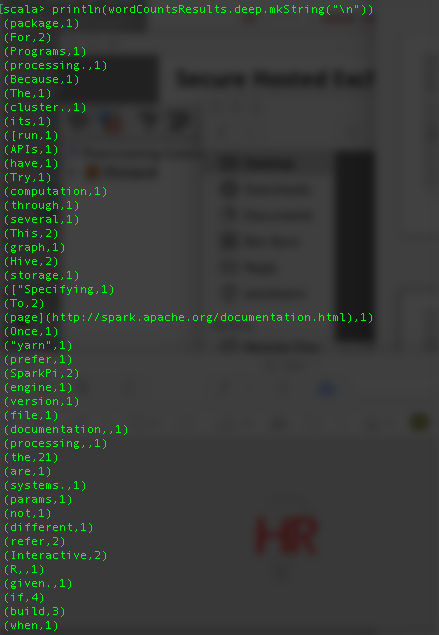 [scala> println(wordCountsResults.deep.mkString("\n"))
(package,1)
(For,2)
(Programs,1)
(processing.,1)
(Because,1)
(The,1)
(cluster.,1)
(its,1)
([run,1)
(APIs,1)
(have,1)
(Try,1)
(computation,1)
(through,1)
(several,1)
(This,2)
(graph,1)
(Hive,2)
(storage,1)
(["Specifying,1)
(To,2)
(page](http://spark.apache.org/documentation.html),1)
(Once,1)
("yarn",1)
(prefer,1)
(SparkPi,2)
(engine,1)
(version,1)
(file,1)
(documentation,,1)
(processing,,1)
(the,21)
(are,1)
(systems.,1)
(params,1)
(not,1)
(different,1)
(refer,2)
(Interactive,2)
(R,,1)
(given.,1)
(if,4)
(build,3)
(when,1)
Secure Hosted Exc
HR